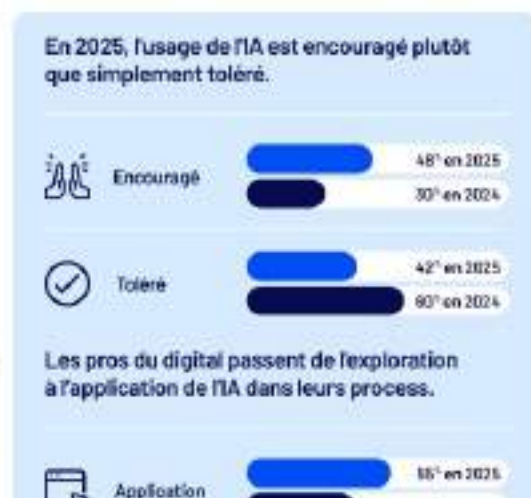 En 2025, l'usage de l'IA est encouragé plutôt
que simplement toléré.
Encouragé
48% en 2025
30% en 2024
Toléré
42% en 2025
60% en 2024
Les pros du digital passent de l'exploration
à l'application de l'IA dans leurs process.
Application
55% en 2025